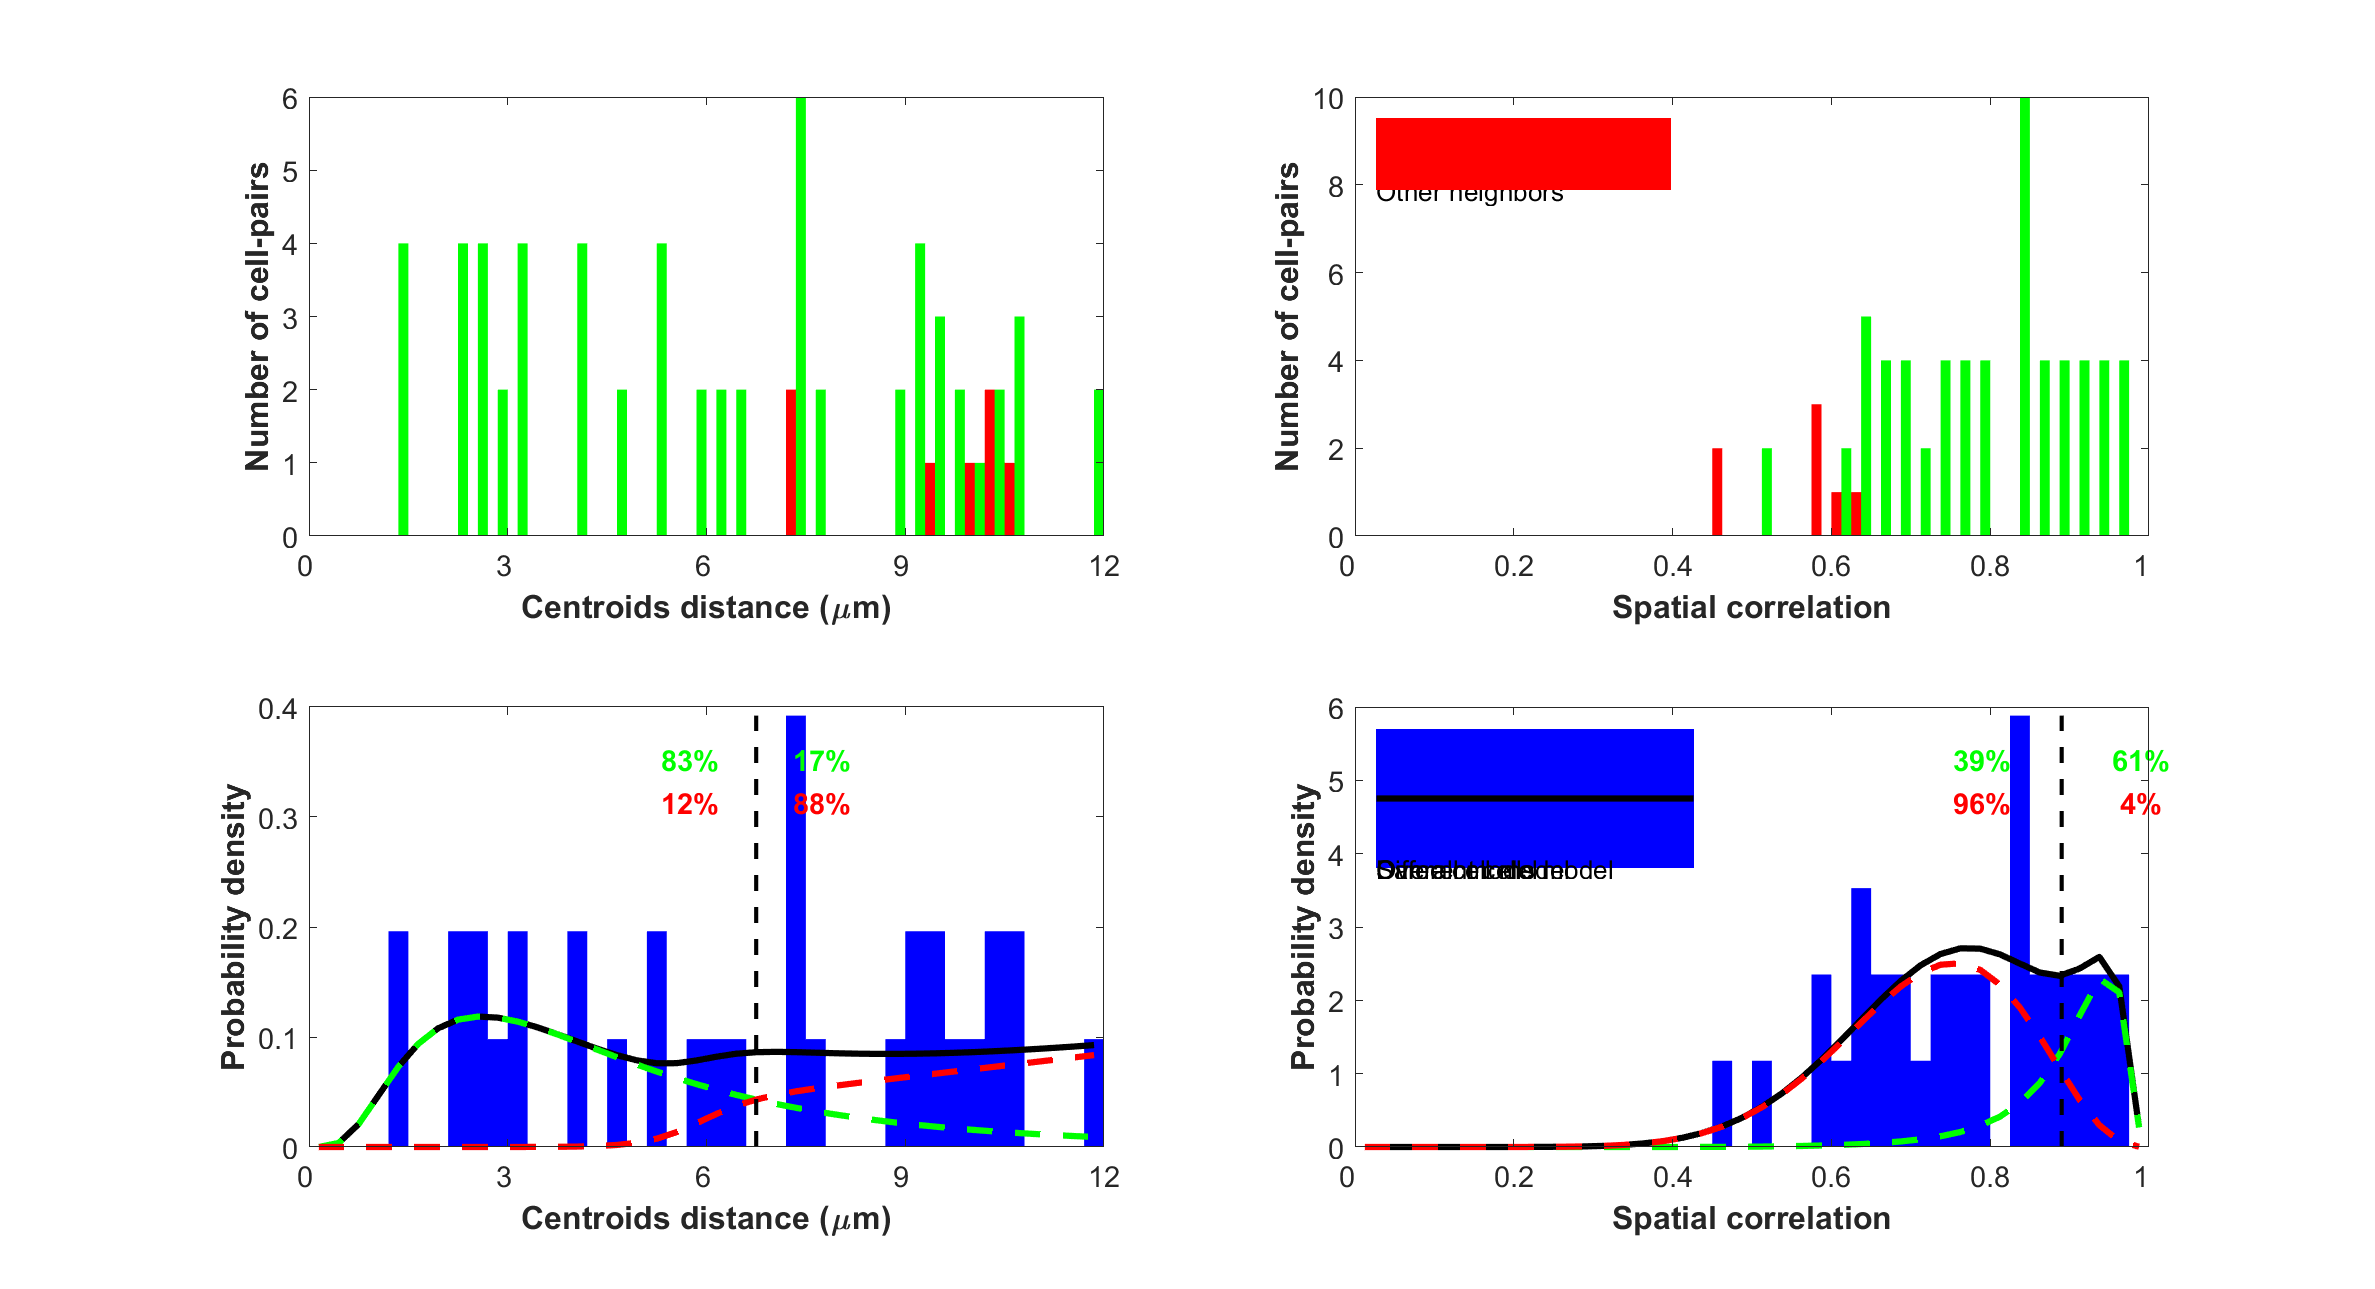 6
5
4
3
2
1
0
0 3 6 9 12
Number of cell-pairs
Centroids distance (μm)
10
8
6
4
2
0
0 0.2 0.4 0.6 0.8 1
Number of cell-pairs
Spatial correlation
Other neighbors
0.4
0.3
0.2
0.1
0
0 3 6 9 12
Probability density
Centroids distance (μm)
83% 17%
12% 88%
6
5
4
3
2
1
0
0 0.2 0.4 0.6 0.8 1
Probability density
Spatial correlation
39% 61%
96% 4%